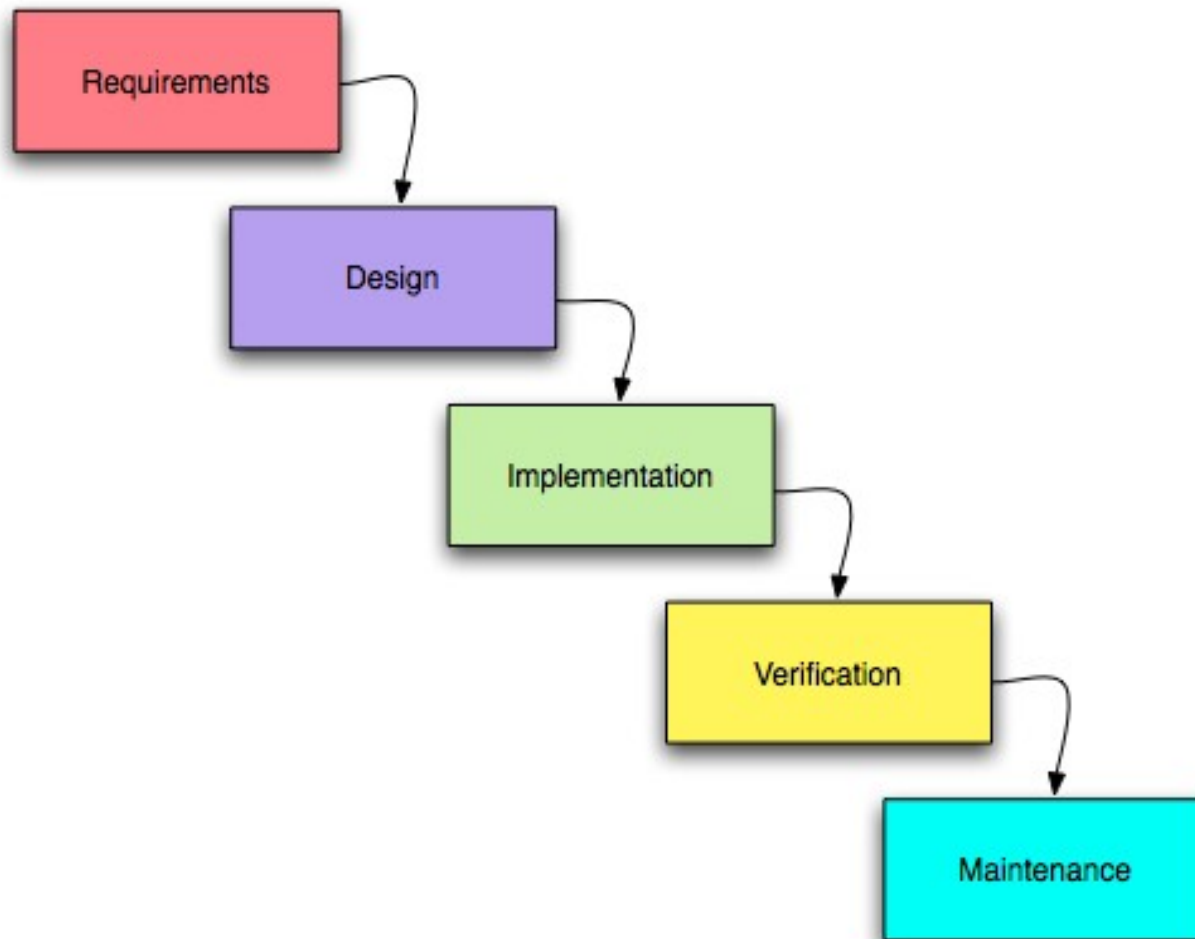 Requirements
Design
Implementation
Verification
Maintenance